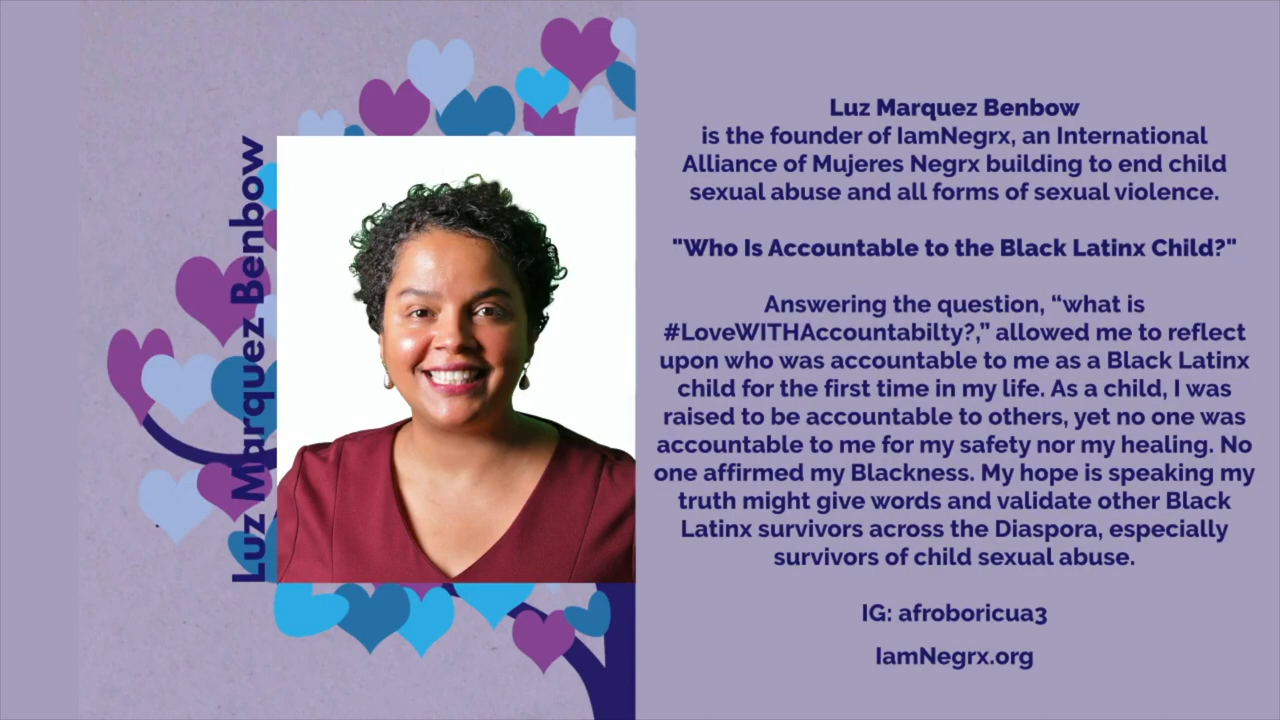 Luz Marquez Benbow
Luz Marquez Benbow
is the founder of IamNegrx, an International
Alliance of Mujeres Negrx building to end child
sexual abuse and all forms of sexual violence.
"Who Is Accountable to the Black Latinx Child?"
Answering the question, “what is
#LoveWITHAccountabilty?,” allowed me to reflect
upon who was accountable to me as a Black Latinx
child for the first time in my life. As a child, I was
raised to be accountable to others, yet no one was
accountable to me for my safety nor my healing. No
one affirmed my Blackness. My hope is speaking my
truth might give words and validate other Black
Latinx survivors across the Diaspora, especially
survivors of child sexual abuse.
IG: afroboricua3
IamNegrx.org